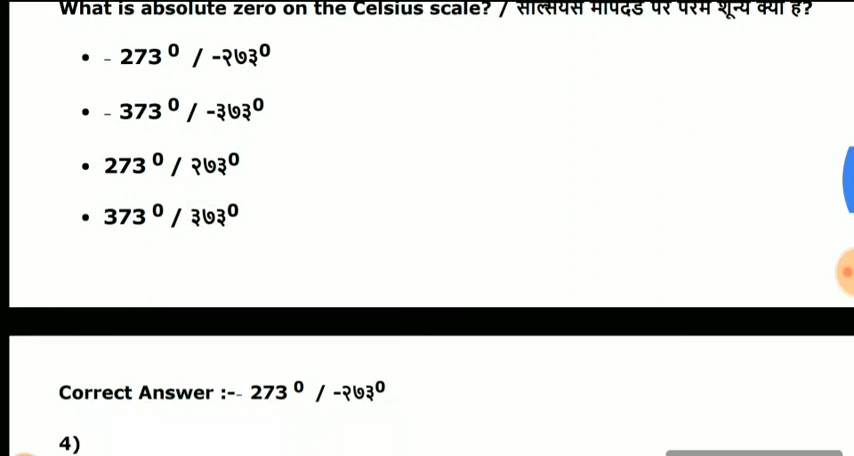 What is absolute zero on the Celsius scale? / सेल्सियस मापदंड पर परम शून्य क्या है?
• - 273 ⁰ / -२७३⁰
• - 373 ⁰ / -३७३⁰
• 273 ⁰ / २७३⁰
• 373 ⁰ / ३७३⁰
Correct Answer :-- 273 ⁰ / -२७३⁰
4)